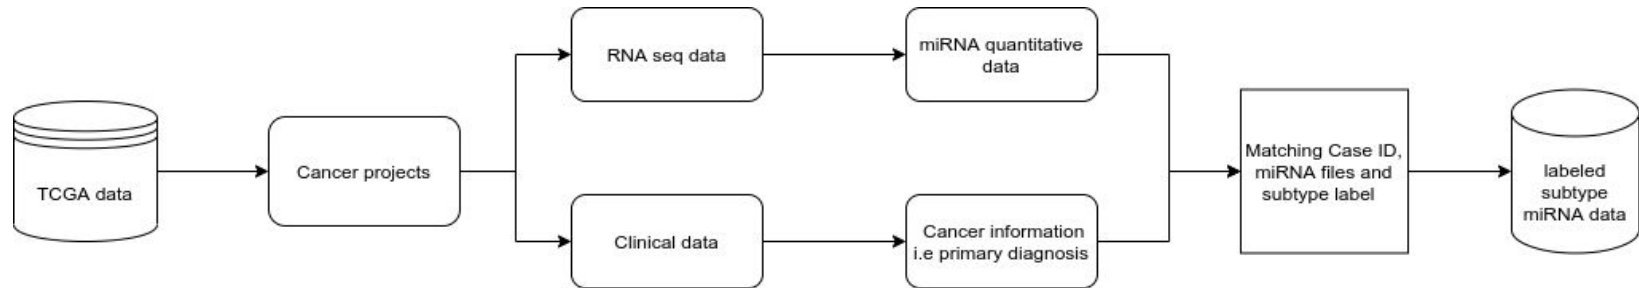 TCGA data
Cancer projects
RNA seq data
miRNA quantitative
data
Clinical data
Cancer information
i.e primary diagnosis
Matching Case ID,
miRNA files and
subtype label
labeled
subtype
miRNA data